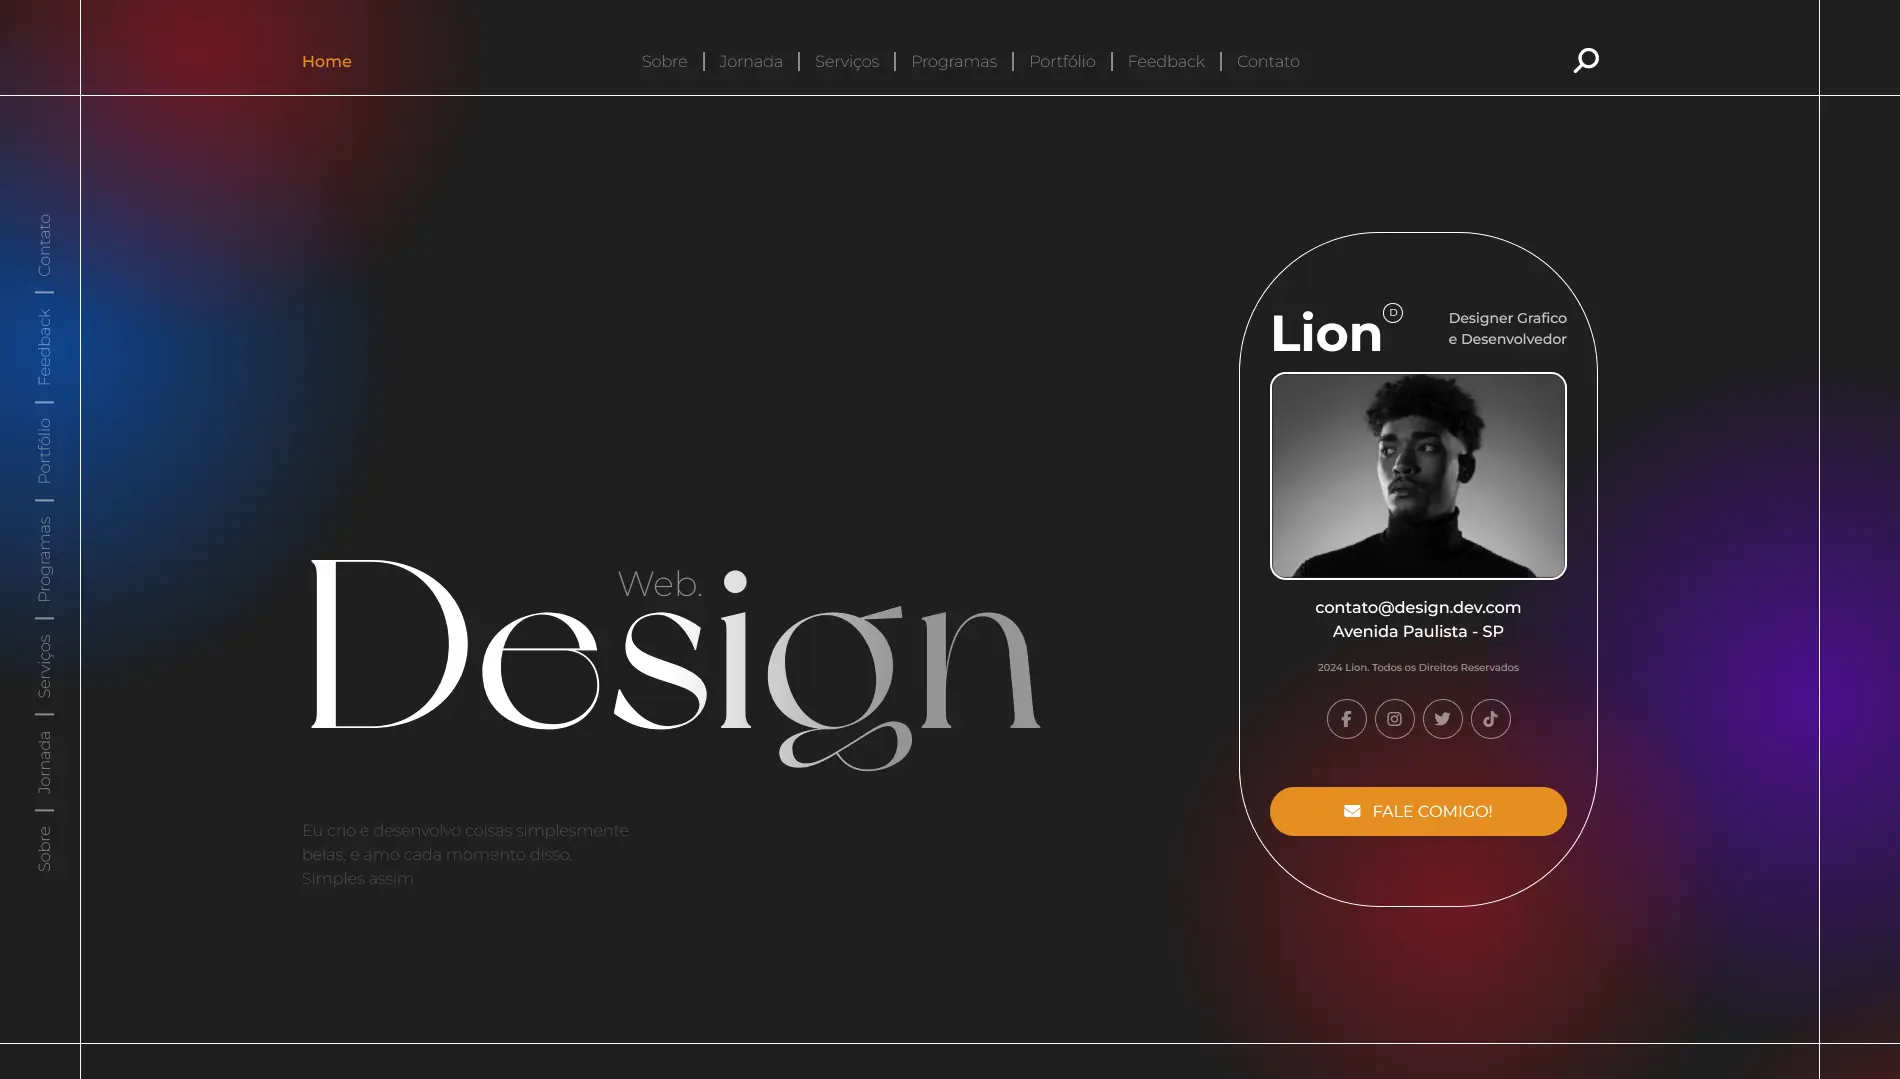 Home
Sobre | Jornada | Serviços | Programas | Portfólio | Feedback | Contato
Sobre | Jornada | Serviços | Programas | Portfólio | Feedback | Contato
Web.
Design
Eu crio e desenvolvo coisas simplesmente
belas, e amo cada momento disso.
Simples assim
Lion D
Designer Grafico
e Desenvolvedor
contato@design.dev.com
Avenida Paulista - SP
2024 Lion. Todos os Direitos Reservados
FALE COMIGO!